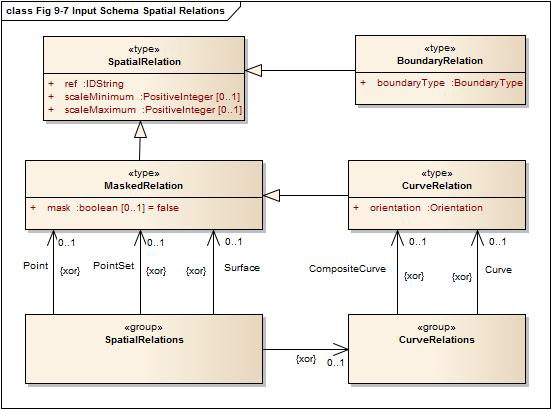 class Fig 9-7 Input Schema Spatial Relations
«type»
SpatialRelation
+ ref :IDString
+ scaleMinimum :PositiveInteger [0..1]
+ scaleMaximum :PositiveInteger [0..1]
«type»
BoundaryRelation
+ boundaryType :BoundaryType
«type»
MaskedRelation
+ mask :boolean [0..1] = false
«type»
CurveRelation
+ orientation :Orientation
0..1
0..1
0..1
0..1
0..1
Point
{xor}
PointSet
{xor}
{xor}
Surface
CompositeCurve
{xor}
{xor}
Curve
«group»
SpatialRelations
{xor}
0..1
«group»
CurveRelations